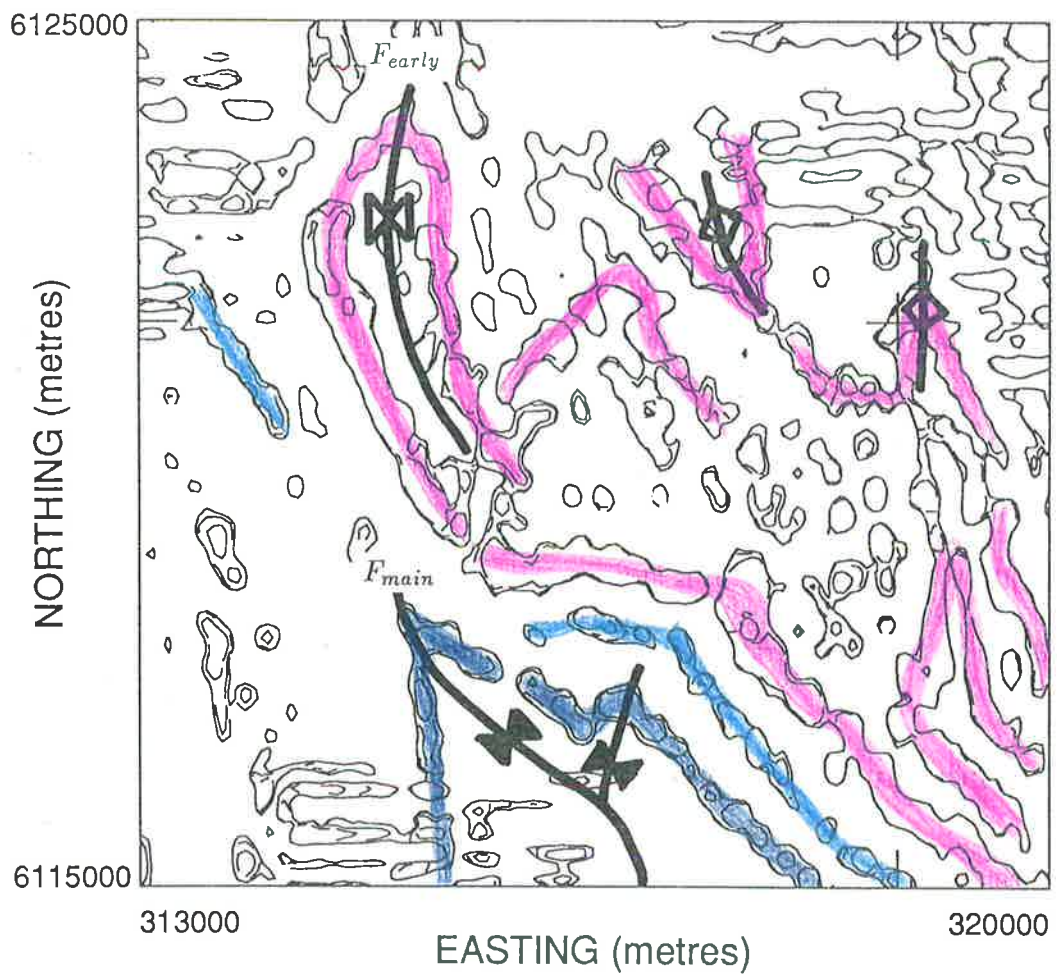 6125000
F_early
NORTHING (metres)
F_main
6115000
313000
320000
EASTING (metres)